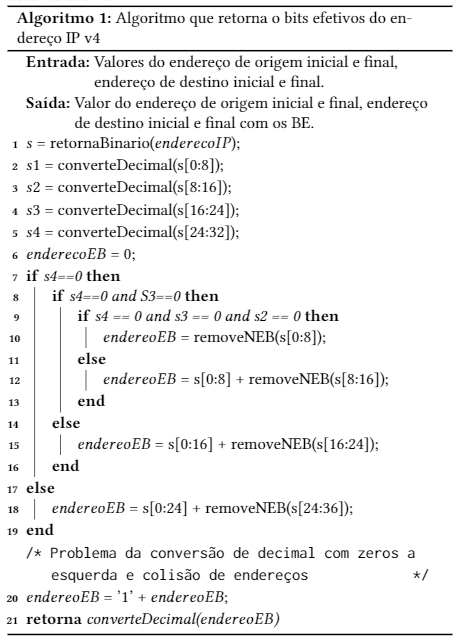 Algoritmo 1: Algoritmo que retorna o bits efetivos do en-
dereço IP v4
Entrada: Valores do endereço de origem inicial e final,
endereço de destino inicial e final.
Saída: Valor do endereço de origem inicial e final, endereço
de destino inicial e final com os BE.
1 s = retornaBinario(enderecoIP);
2 s1 = converteDecimal(s[0:8]);
3 s2 = converteDecimal(s[8:16]);
4 s3 = converteDecimal(s[16:24]);
5 s4 = converteDecimal(s[24:32]);
6 enderecoEB = 0;
7 if s4==0 then
8 if s4==0 and S3==0 then
9 if s4 == 0 and s3 == 0 and s2 == 0 then
10 endereoEB = removeNEB(s[0:8]);
11 else
12 endereoEB = s[0:8] + removeNEB(s[8:16]);
13 end
14 else
15 endereoEB = s[0:16] + removeNEB(s[16:24]);
16 end
17 else
18 endereoEB = s[0:24] + removeNEB(s[24:36]);
19 end
/* Problema da conversão de decimal com zeros a
esquerda e colisão de endereços */
20 endereoEB = '1' + endereoEB;
21 retorna converteDecimal(endereoEB)